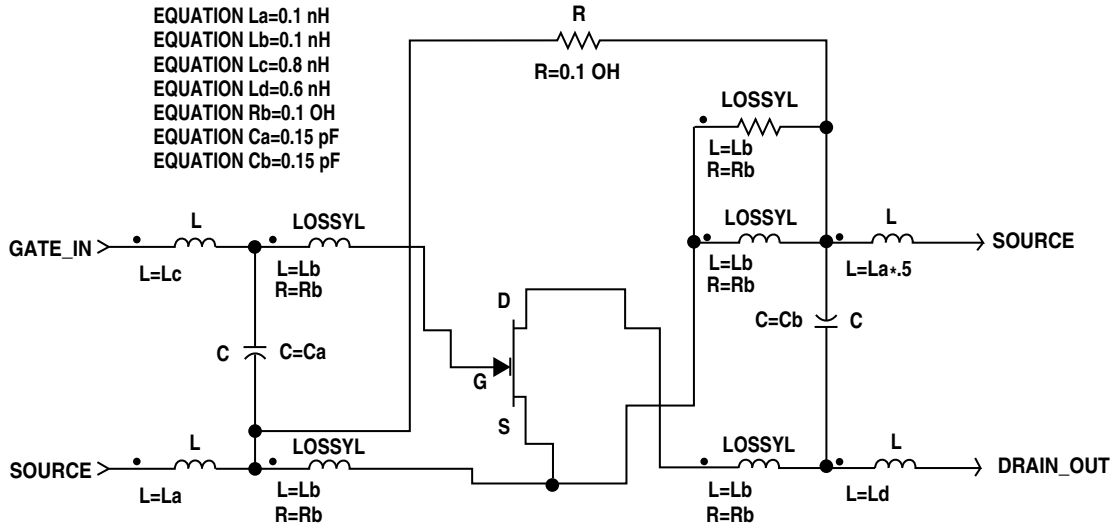 EQUATION La=0.1 nH
EQUATION Lb=0.1 nH
EQUATION Lc=0.8 nH
EQUATION Ld=0.6 nH
EQUATION Rb=0.1 OH
EQUATION Ca=0.15 pF
EQUATION Cb=0.15 pF
R
R=0.1 OH
LOSSYL
L=Lb
R=Rb
GATE_IN
L
L=Lc
LOSSYL
L=Lb
R=Rb
LOSSYL
L=Lb
R=Rb
L
L=La*.5
SOURCE
D
G
S
C
C=Ca
C=Cb
C
SOURCE
L
L=La
LOSSYL
L=Lb
R=Rb
LOSSYL
L=Lb
R=Rb
L
L=Ld
DRAIN_OUT